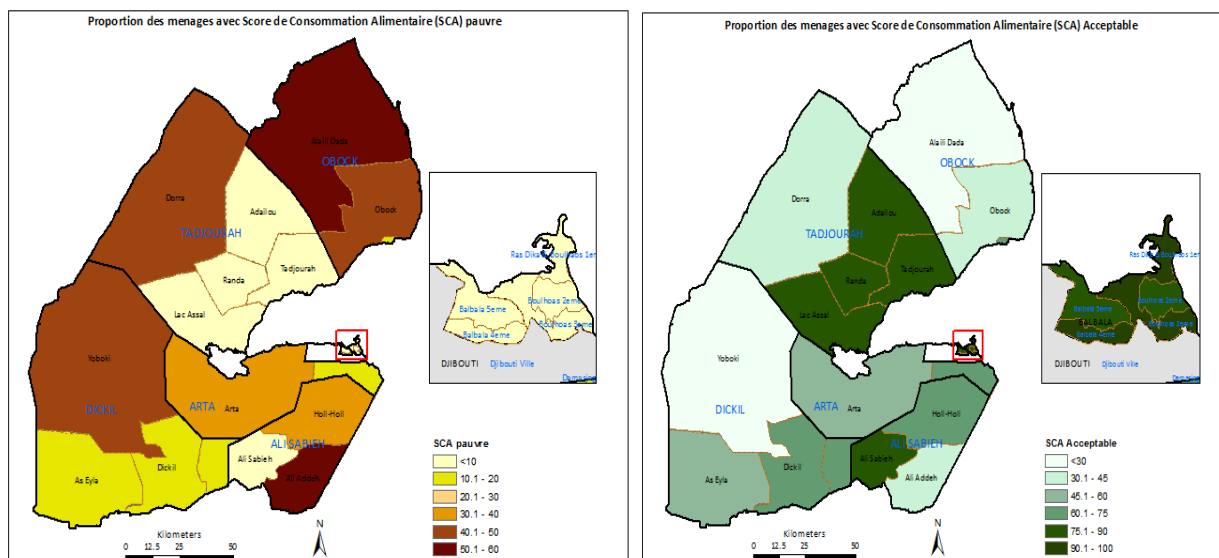 Proportion des menages avec Score de Consommation Alimentaire (SCA) pauvre
Alaili Dada
OBOCK
Dorra
Obock
Adailou
TADJOURAH
Tadjourah
Randa
Lac Assal
Yoboki
DICKIL
ARTA
Arta
Holl-Holl
ALI SABIEH
Ali Sabieh
Dickil
As Eyla
Ali Addeh
Boulhoas 2eme
Balbala 5eme
Balbala 4eme
DJIBOUTI
Djibouti Ville
SCA pauvre
<10
10.1 - 20
20.1 - 30
30.1 - 40
40.1 - 50
50.1 - 60
Kilometers
0 12.5 25 50
N
Proportion des menages avec Score de Consommation Alimentaire (SCA) Acceptable
Alaili Dada
OBOCK
Dorra
Obock
Adailou
TADJOURAH
Tadjourah
Randa
Lac Assal
Yoboki
DICKIL
ARTA
Arta
Holl-Holl
ALI SABIEH
Ali Sabieh
Dickil
As Eyla
Ali Addeh
BALBALA
DJIBOUTI
Djibouti Ville
SCA Acceptable
<30
30.1 - 45
45.1 - 60
60.1 - 75
75.1 - 90
90.1 - 100
Kilometers
0 12.5 25 50
N